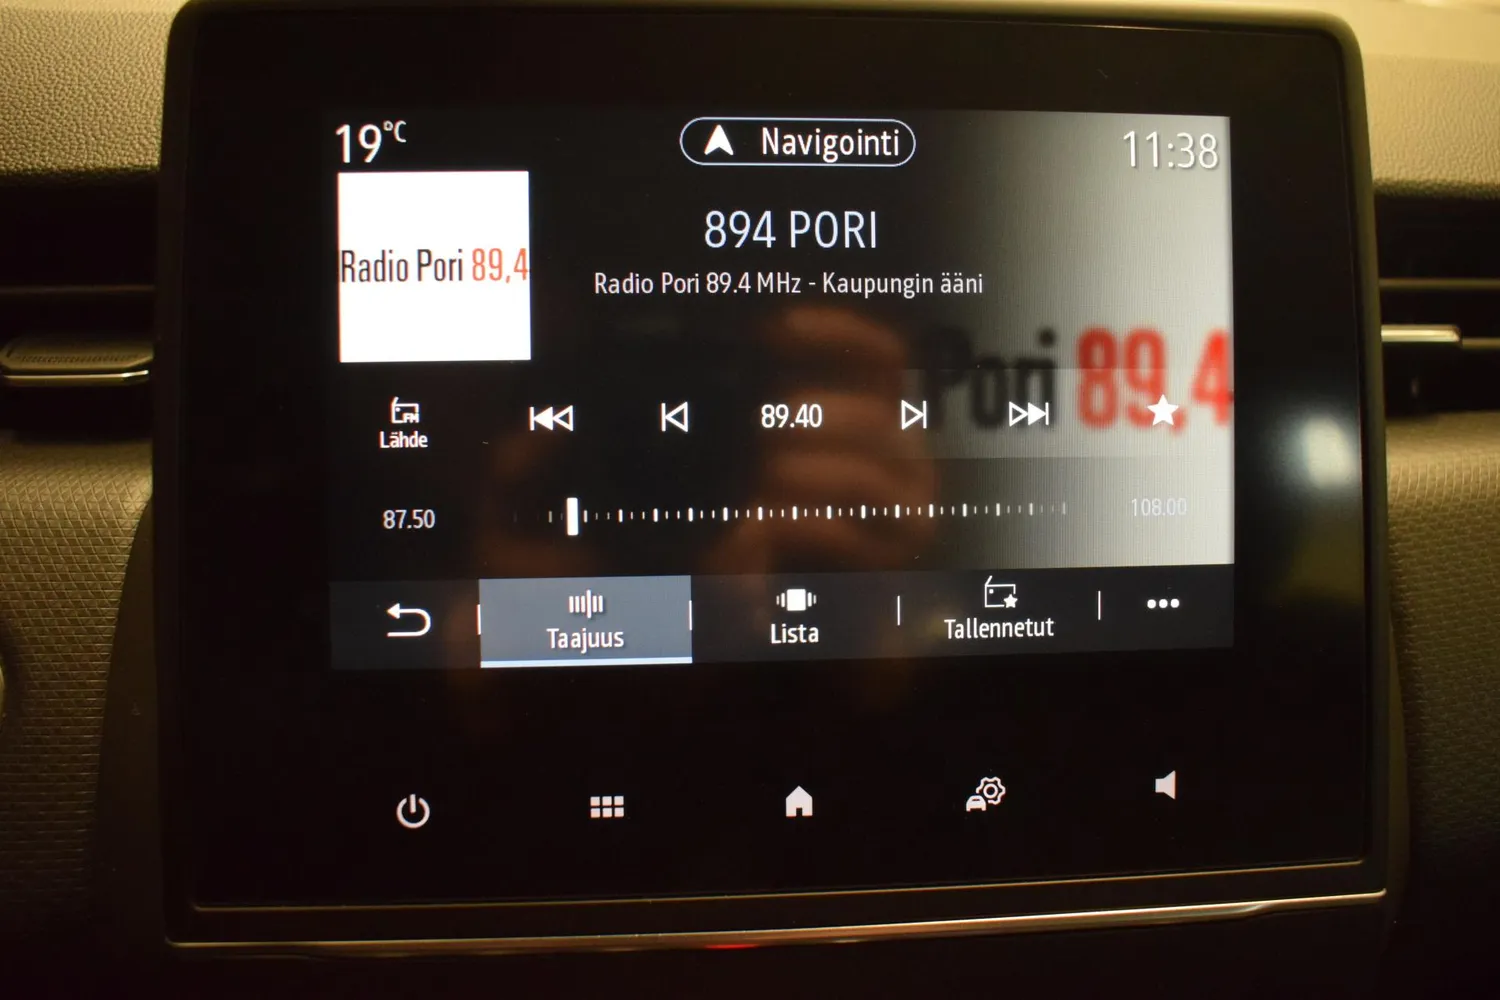 19°C
Navigointi
11:38
Radio Pori 89,4
894 PORI
Radio Pori 89.4 MHz - Kaupungin ääni
Pori 89,4
FM
Lähde
89.40
87.50
108.00
Taajuus
Lista
Tallennetut